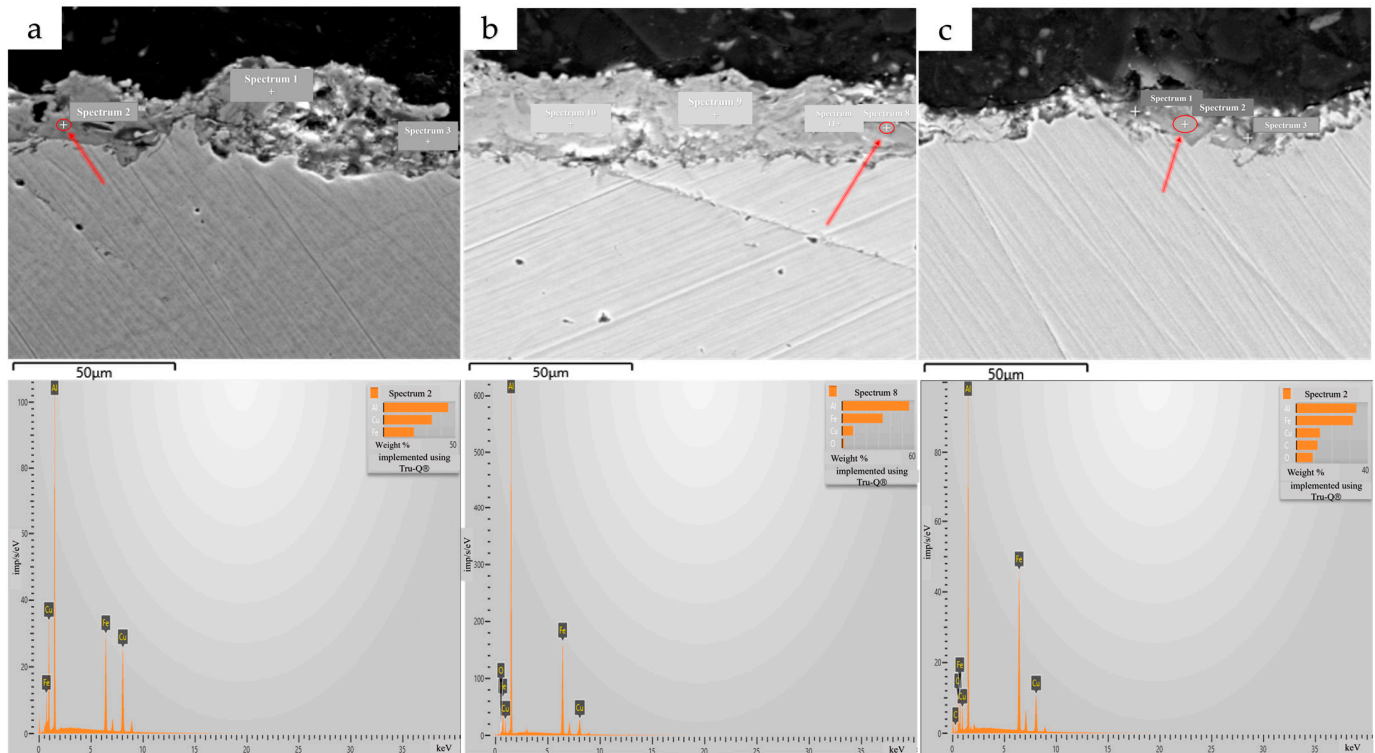 a
Spectrum 1
Spectrum 2
Spectrum 3
50µm
b
Spectrum 10
Spectrum 9
Spectrum 8
50µm
c
Spectrum 1
Spectrum 2
Spectrum 3
50µm
Spectrum 2
Al
Cu
Fe
Weight % 50
implemented using
Tru-Q®
imp/s/eV
100
80
60
40
20
0
Al
Cu
Fe
Fe
Cu
0 5 10 15 20 25 30 35 keV
Spectrum 8
Al
Fe
Cu
O
Weight % 60
implemented using
Tru-Q®
imp/s/eV
600
500
400
300
200
100
0
Al
O
Fe
Cu
Fe
Cu
0 5 10 15 20 25 30 35 keV
Spectrum 2
Al
Fe
Cu
C
O
Weight % 40
implemented using
Tru-Q®
imp/s/eV
80
60
40
20
0
Al
Fe
O
Cu
C
Fe
Cu
0 5 10 15 20 25 30 35 keV